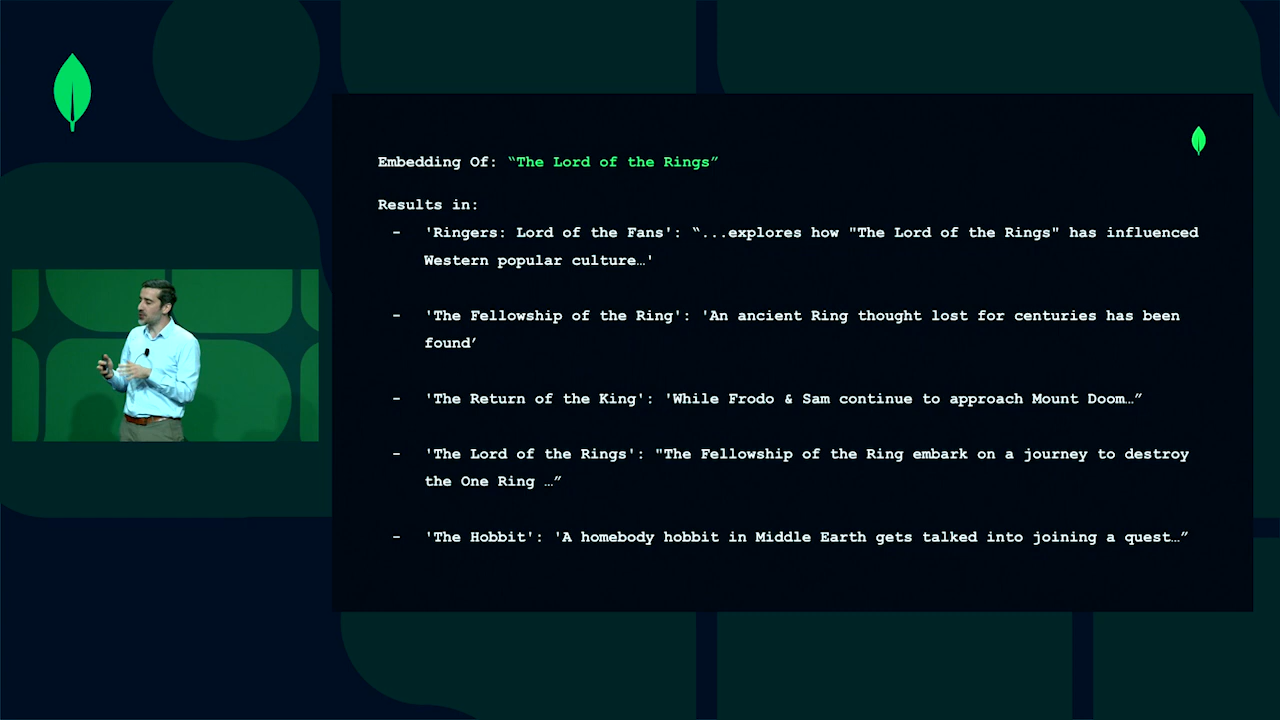 Embedding Of: “The Lord of the Rings”
Results in:
- 'Ringers: Lord of the Fans': “...explores how "The Lord of the Rings" has influenced
Western popular culture…'
- 'The Fellowship of the Ring': 'An ancient Ring thought lost for centuries has been
found’
- 'The Return of the King': 'While Frodo & Sam continue to approach Mount Doom…”
- 'The Lord of the Rings': "The Fellowship of the Ring embark on a journey to destroy
the One Ring …”
- 'The Hobbit': 'A homebody hobbit in Middle Earth gets talked into joining a quest…”